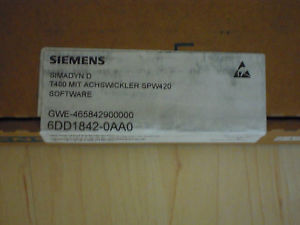 SIEMENS
SIMADYN D
T400 MIT ACHSWICKLER SPW420
SOFTWARE
GWE-465842900000
6DD1842-0AA0